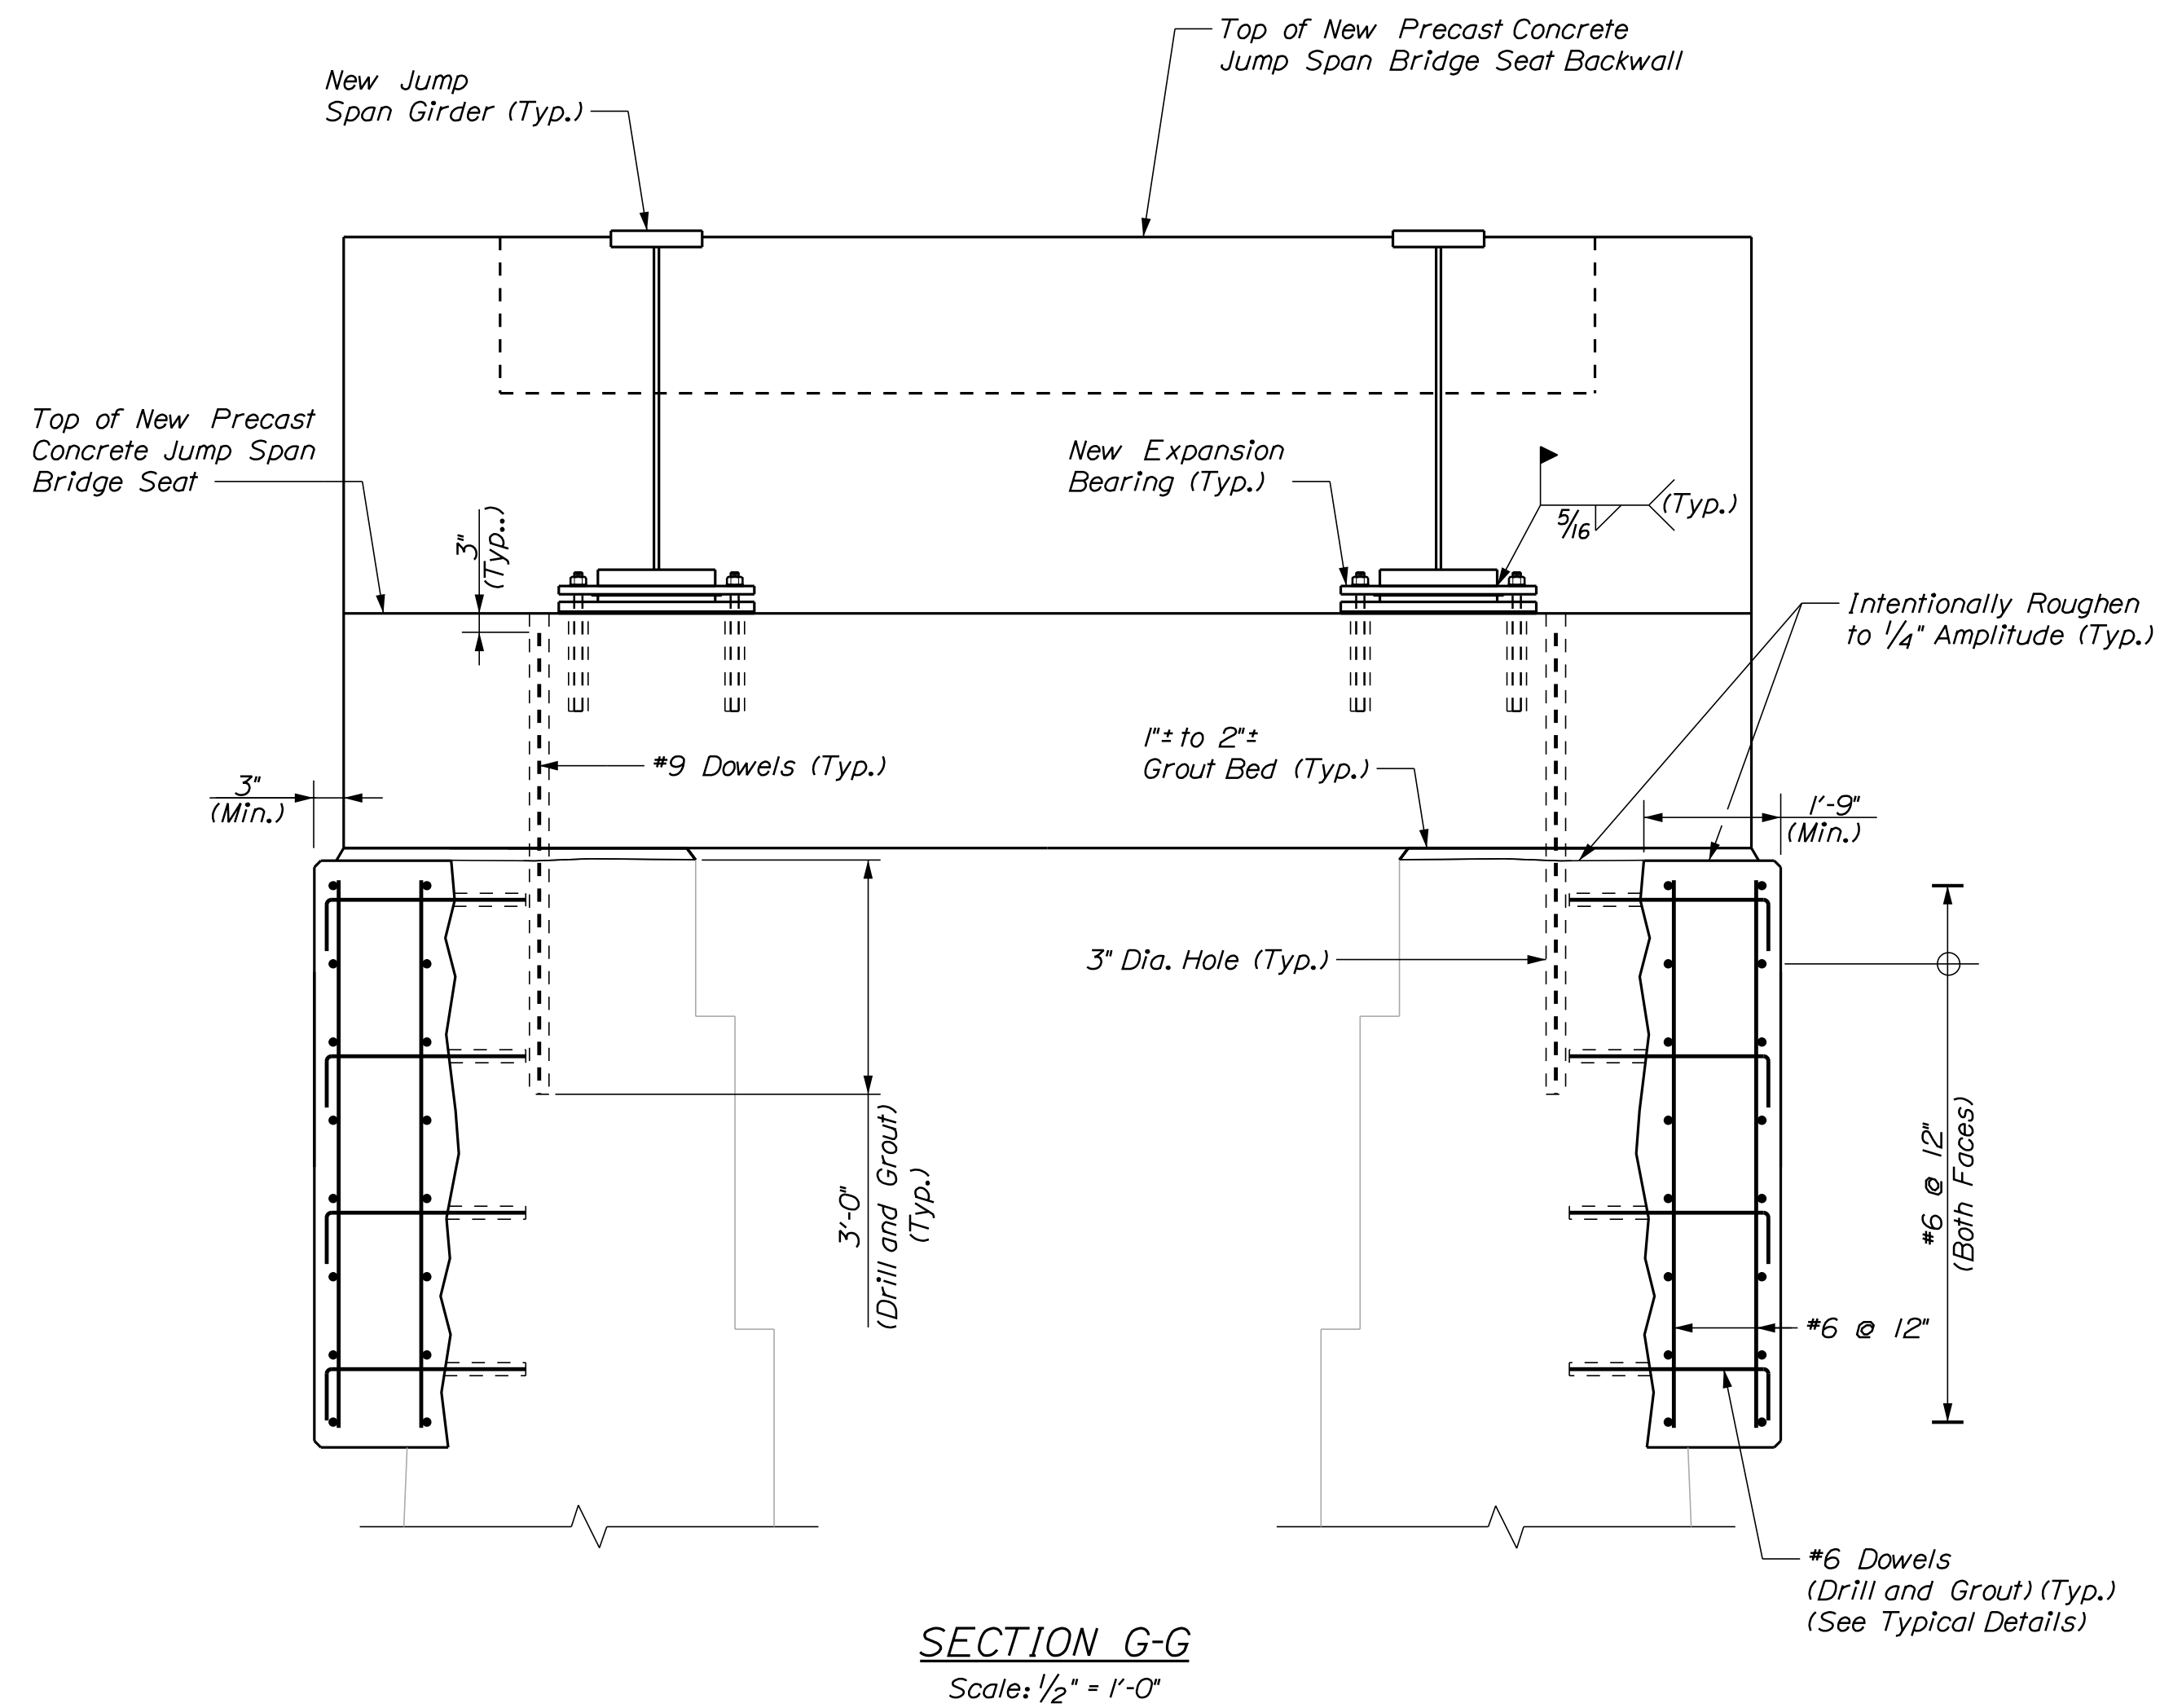 Top of New Precast Concrete
Jump Span Bridge Seat Backwall
New Jump
Span Girder (Typ.)
Top of New Precast
Concrete Jump Span
Bridge Seat
3"
(Typ..)
New Expansion
Bearing (Typ.)
5/16
(Typ.)
Intentionally Roughen
to 1/4" Amplitude (Typ.)
1"± to 2"±
Grout Bed (Typ.)
#9 Dowels (Typ.)
3"
(Min.)
1'-9"
(Min.)
3" Dia. Hole (Typ.)
3'-0"
(Drill and Grout)
(Typ.)
#6 @ 12"
(Both Faces)
#6 @ 12"
#6 Dowels
(Drill and Grout) (Typ.)
(See Typical Details)
SECTION G-G
Scale: 1/2" = 1'-0"